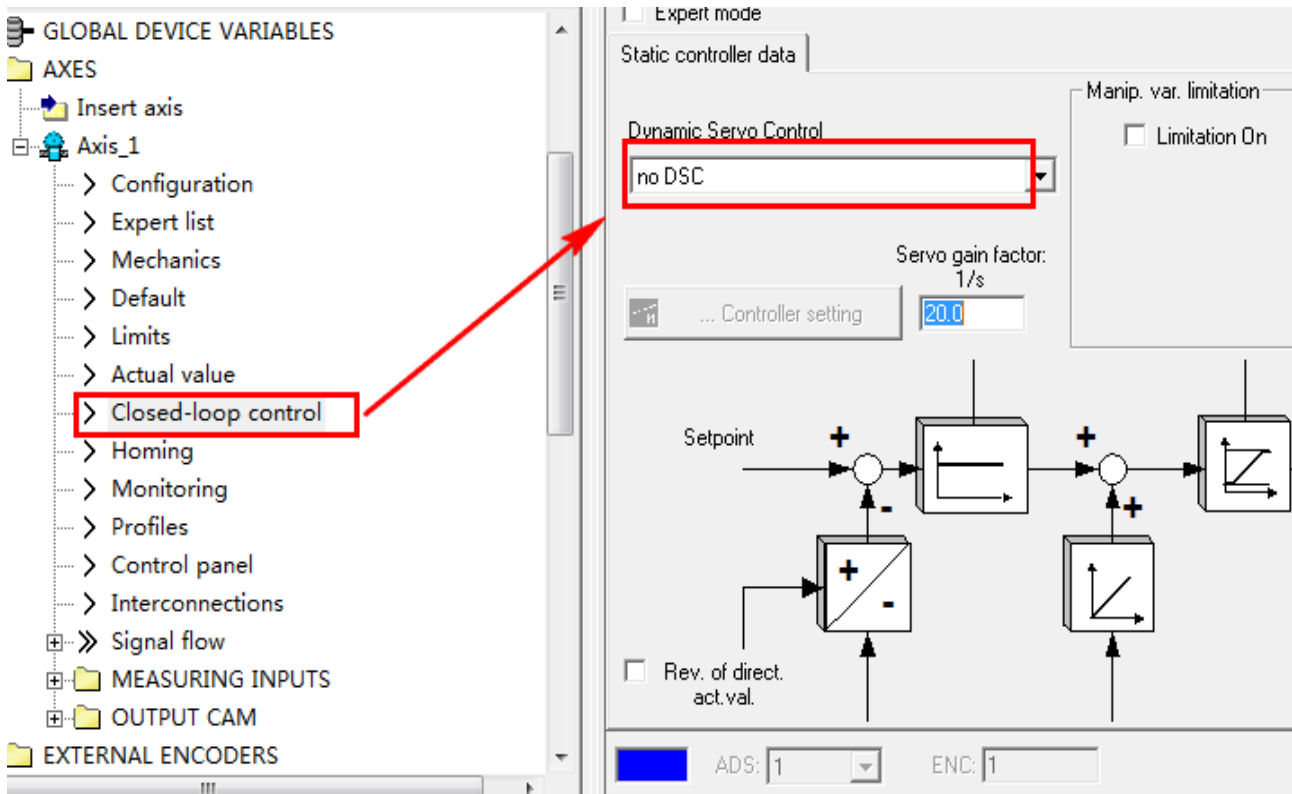 GLOBAL DEVICE VARIABLES
AXES
Insert axis
Axis_1
Configuration
Expert list
Mechanics
Default
Limits
Actual value
Closed-loop control
Homing
Monitoring
Profiles
Control panel
Interconnections
Signal flow
MEASURING INPUTS
OUTPUT CAM
EXTERNAL ENCODERS
Expert mode
Static controller data
Manip. var. limitation
Limitation On
Dynamic Servo Control
no DSC
Servo gain factor:
1/s
... Controller setting
20.0
Setpoint
+
+
-
+
+
-
Rev. of direct.
act.val.
ADS: 1
ENC: 1